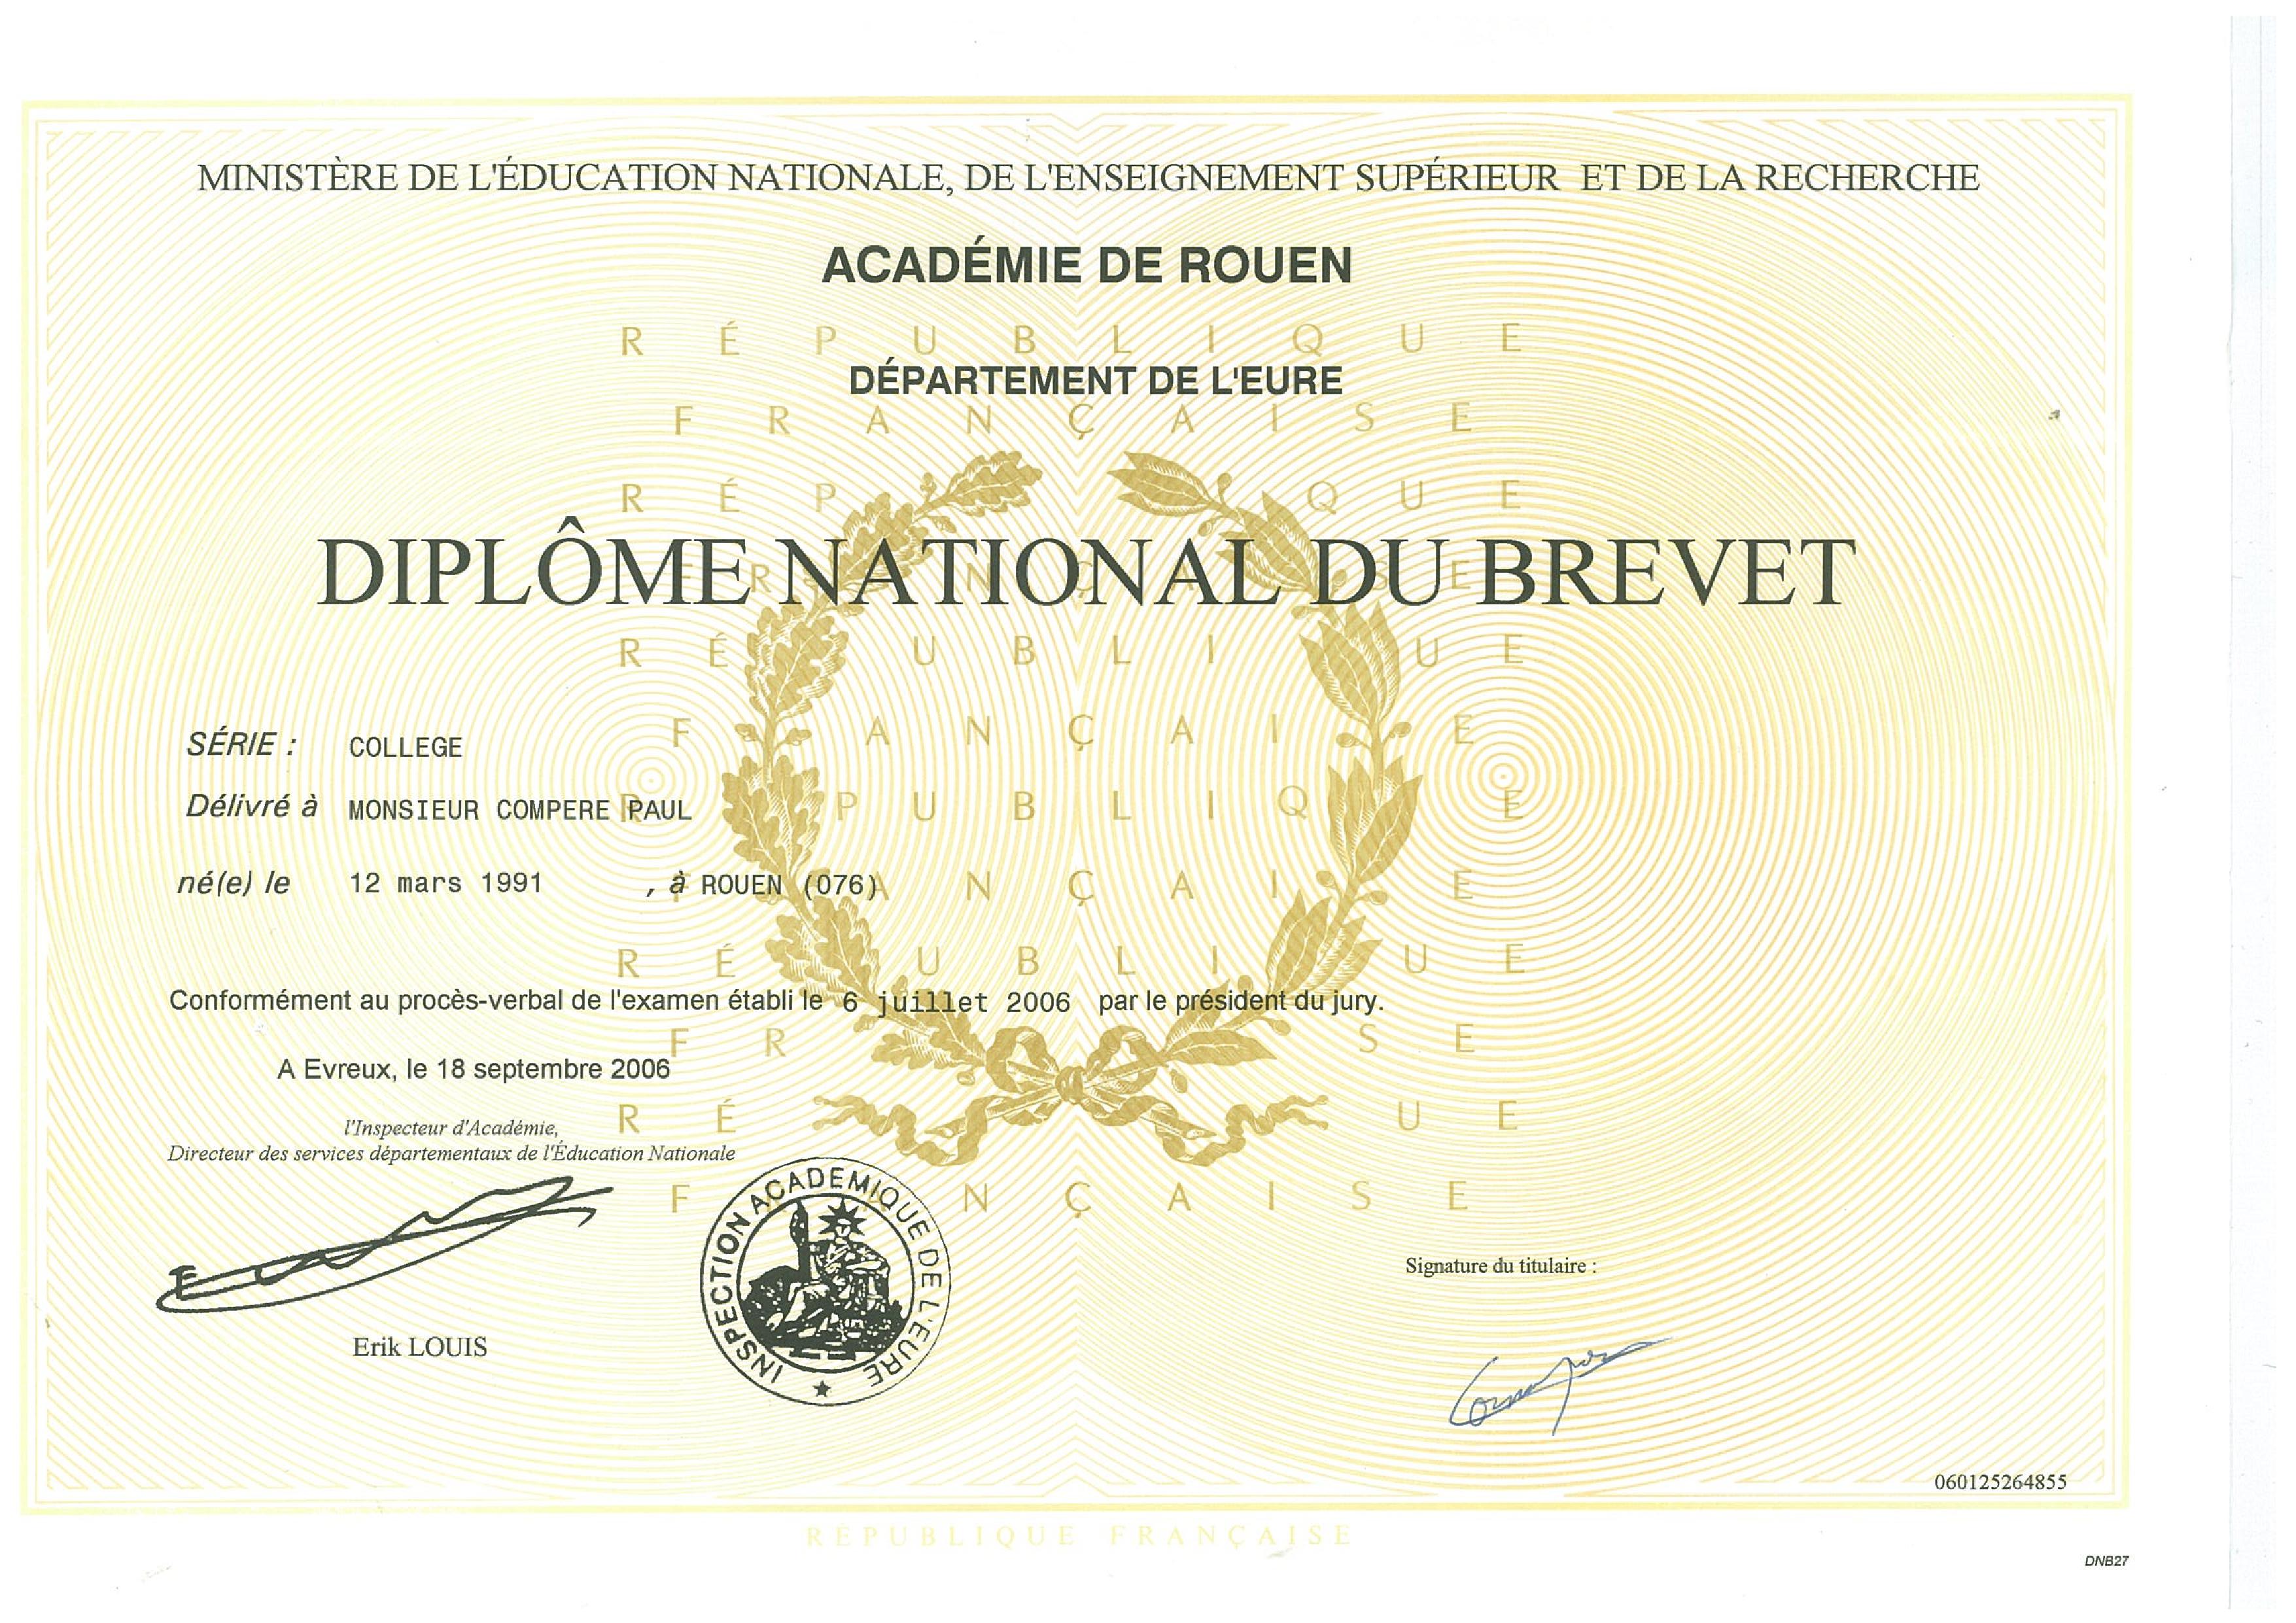 MINISTÈRE DE L'ÉDUCATION NATIONALE, DE L'ENSEIGNEMENT SUPÉRIEUR ET DE LA RECHERCHE
ACADÉMIE DE ROUEN
RÉPUBLIQUE
DÉPARTEMENT DE L'EURE
FRANÇAISE
DIPLÔME NATIONAL DU BREVET
SÉRIE : COLLEGE
Délivré à MONSIEUR COMPERE PAUL
né(e) le 12 mars 1991 , à ROUEN (076)
Conformément au procès-verbal de l'examen établi le 6 juillet 2006 par le président du jury.
A Evreux, le 18 septembre 2006
l'Inspecteur d'Académie,
Directeur des services départementaux de l'Éducation Nationale
INSPECTION ACADEMIQUE DE L'EURE
Signature du titulaire :
Erik LOUIS
060125264855
RÉPUBLIQUE FRANÇAISE
DNB27